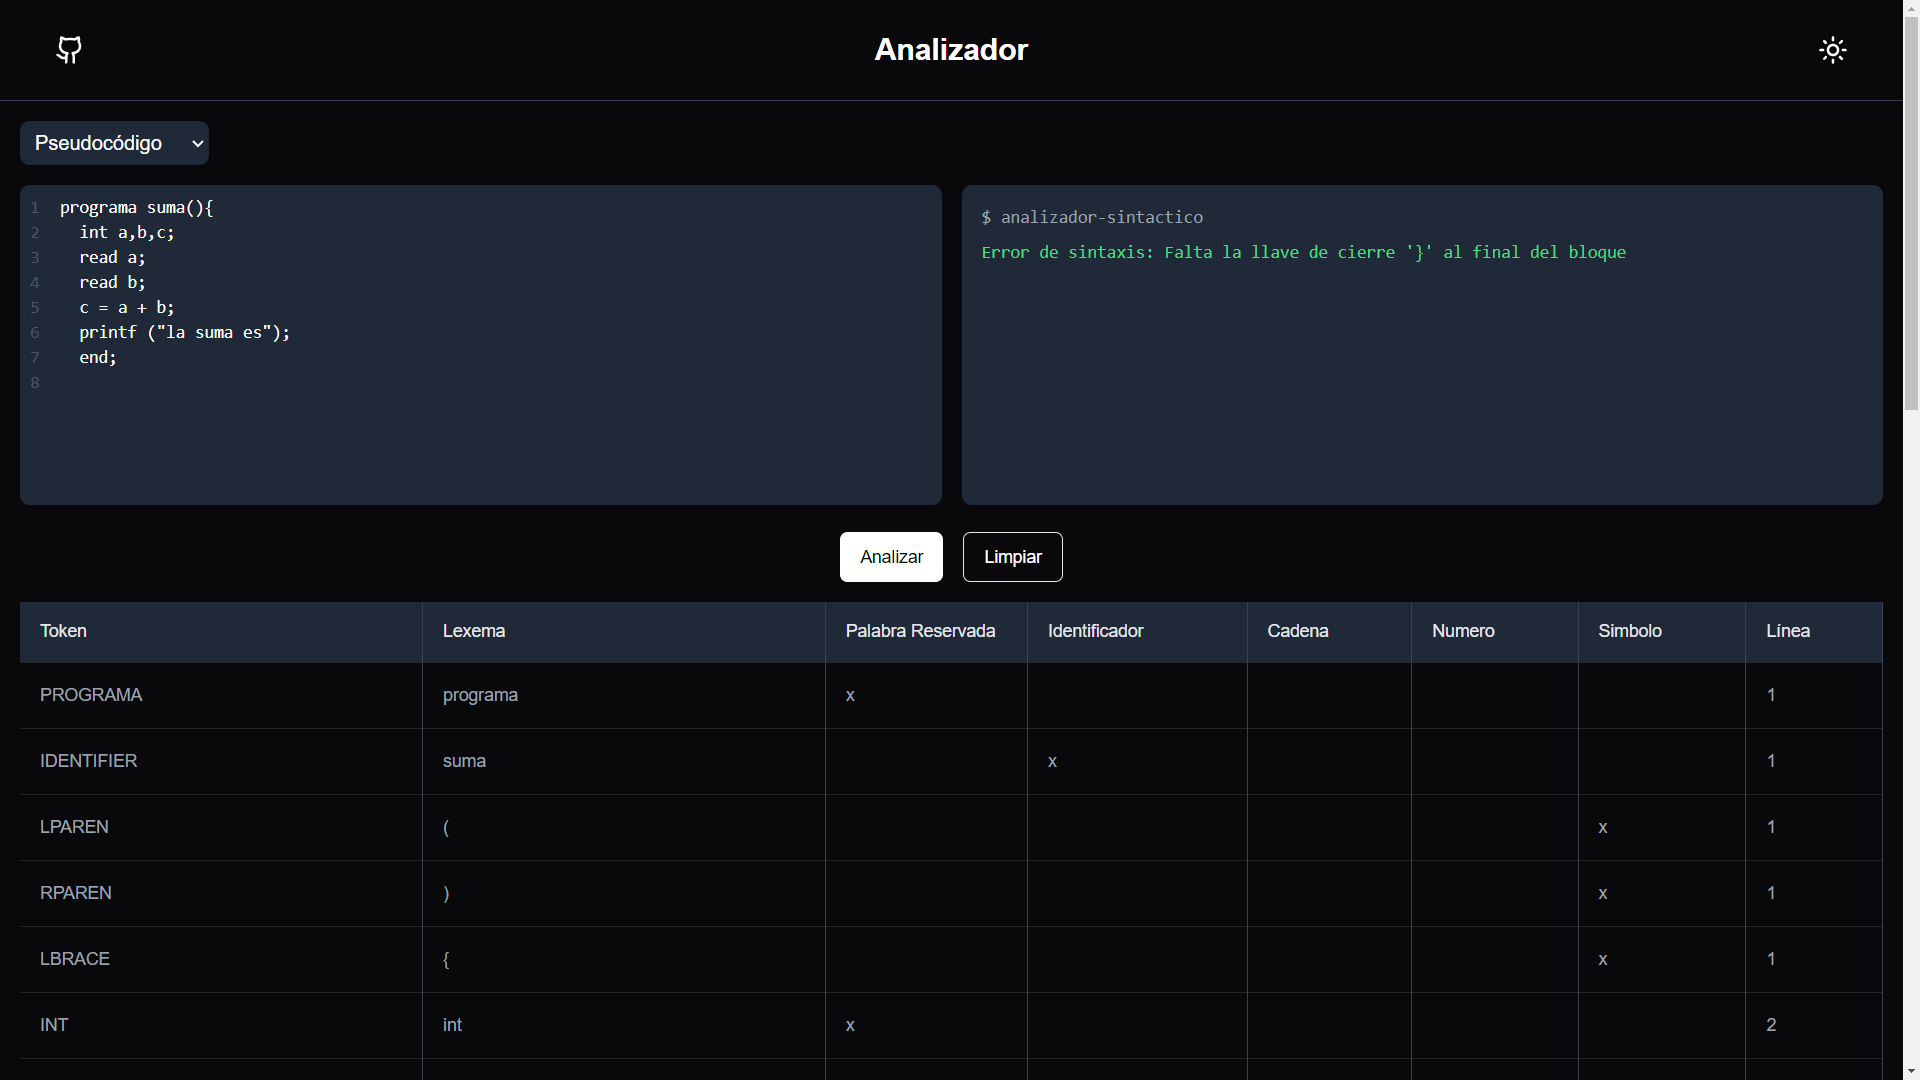 Analizador
Pseudocódigo
1 programa suma(){
2 int a,b,c;
3 read a;
4 read b;
5 c = a + b;
6 printf ("la suma es");
7 end;
8
$ analizador-sintactico
Error de sintaxis: Falta la llave de cierre '}' al final del bloque
Analizar Limpiar
Token Lexema Palabra Reservada Identificador Cadena Numero Simbolo Línea
PROGRAMA programa x 1
IDENTIFIER suma x 1
LPAREN ( x 1
RPAREN ) x 1
LBRACE { x 1
INT int x 2